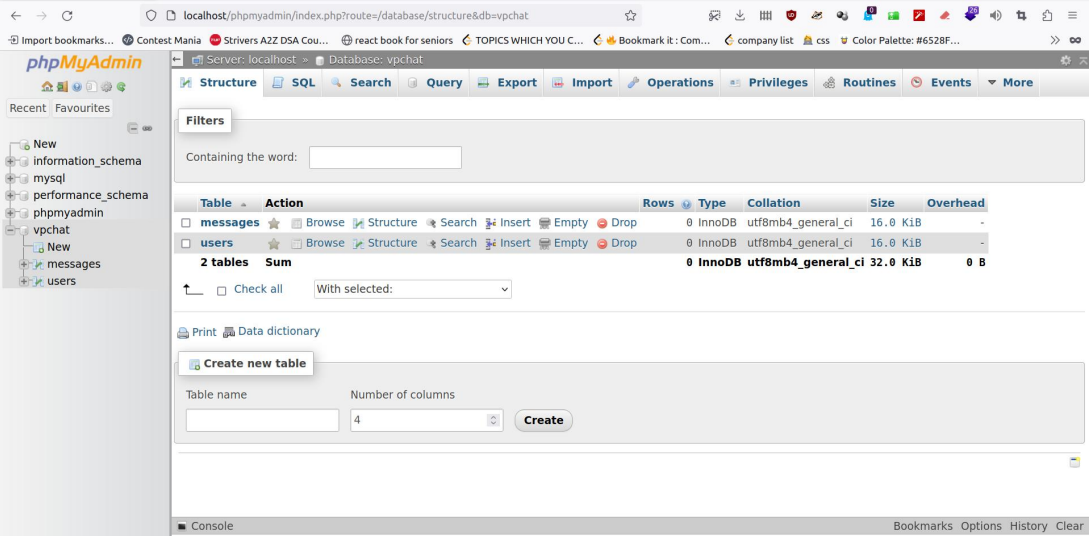 localhost/phpmyadmin/index.php?route=/database/structure&db=vpchat
0
26
Import bookmarks... Contest Mania Strivers A2Z DSA Cou... react book for seniors TOPICS WHICH YOU C... Bookmark it : Com... company list css Color Palette: #6528F...
phpMyAdmin
Recent Favourites
New
information_schema
mysql
performance_schema
phpmyadmin
vpchat
New
messages
users
Server: localhost » Database: vpchat
Structure SQL Search Query Export Import Operations Privileges Routines Events More
Filters
Containing the word:
Table Action Rows Type Collation Size Overhead
messages Browse Structure Search Insert Empty Drop 0 InnoDB utf8mb4_general_ci 16.0 KiB -
users Browse Structure Search Insert Empty Drop 0 InnoDB utf8mb4_general_ci 16.0 KiB -
2 tables Sum 0 InnoDB utf8mb4_general_ci 32.0 KiB 0 B
Check all With selected:
Print Data dictionary
Create new table
Table name Number of columns
4 Create
Console Bookmarks Options History Clear